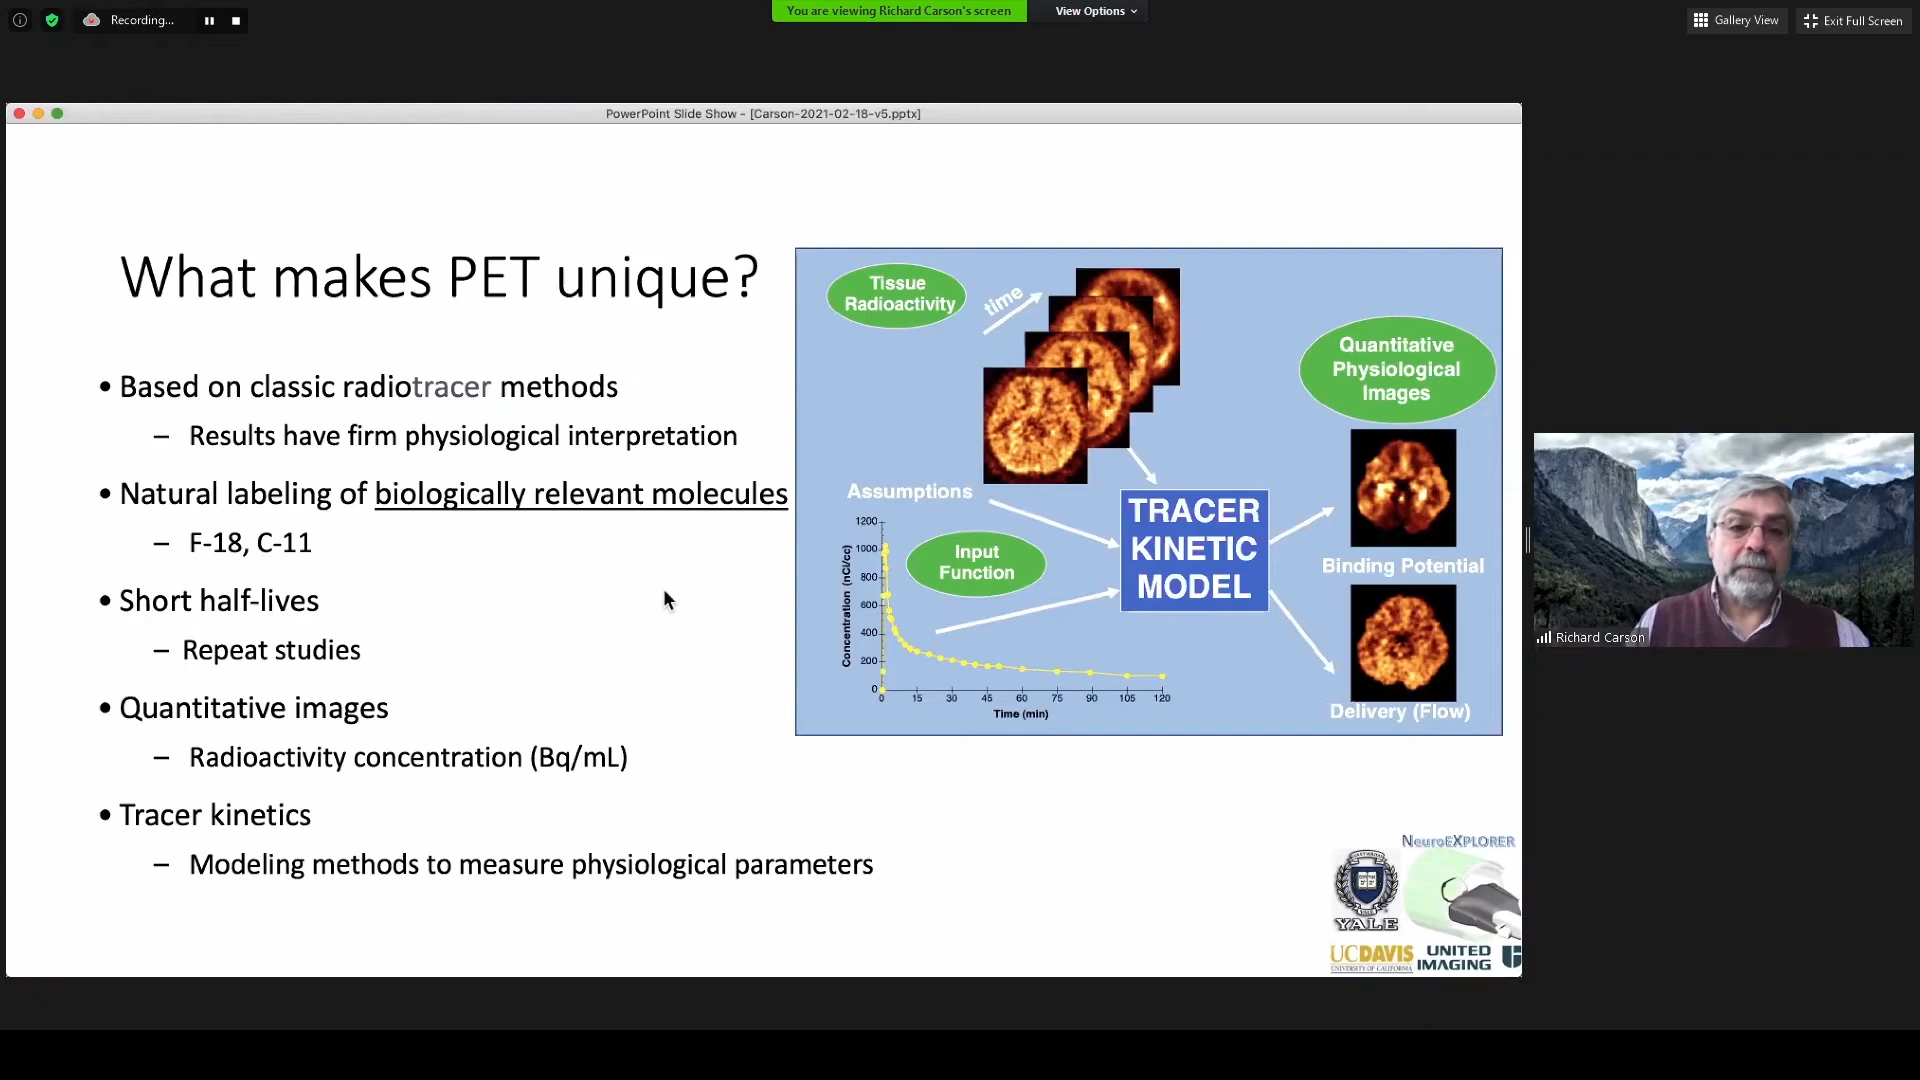 Recording...
You are viewing Richard Carson's screen
View Options
Gallery View
Exit Full Screen
PowerPoint Slide Show - [Carson-2021-02-18-v5.pptx]
What makes PET unique?
• Based on classic radiotracer methods
– Results have firm physiological interpretation
• Natural labeling of biologically relevant molecules
– F-18, C-11
• Short half-lives
– Repeat studies
• Quantitative images
– Radioactivity concentration (Bq/mL)
• Tracer kinetics
– Modeling methods to measure physiological parameters
Tissue
Radioactivity
time
Quantitative
Physiological
Images
Assumptions
Input
Function
TRACER
KINETIC
MODEL
Binding Potential
Delivery (Flow)
Concentration (nCi/cc)
1200
1000
800
600
400
200
0
0 15 30 45 60 75 90 105 120
Time (min)
Richard Carson
NeuroEXPLORER
YALE
UCDAVIS
UNIVERSITY OF CALIFORNIA
UNITED
IMAGING